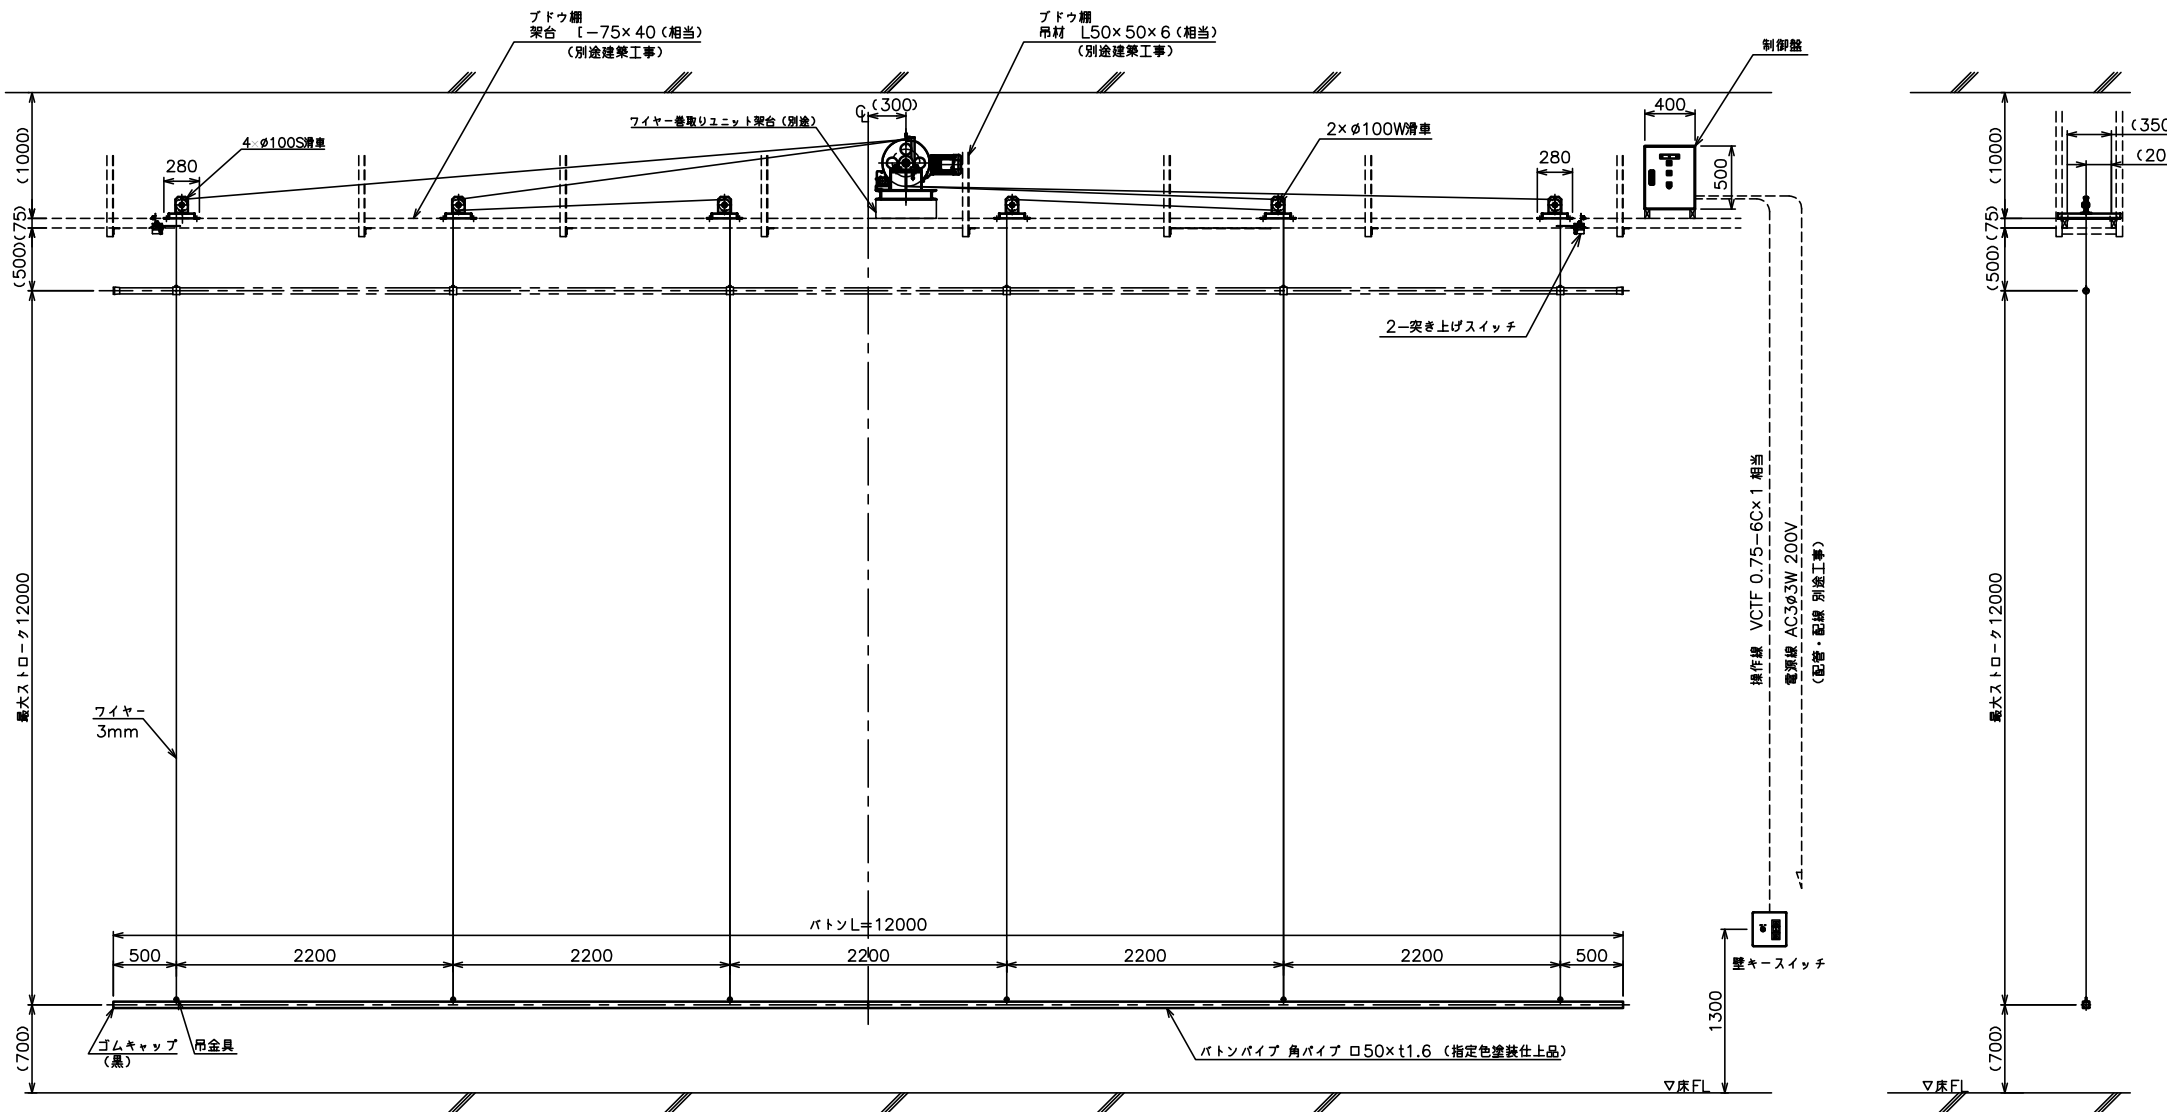 ブドウ棚
架台 [-75×40(相当)
(別途建築工事)
ブドウ棚
吊材 L50×50×6(相当)
(別途建築工事)
制御盤
(300)
400
ワイヤー巻取りユニット架台(別途)
2×φ100W滑車
4×φ100S滑車
280
280
500
(1000)
(75)
(500)
(1000)
(75)
(500)
(350
(20
2-突き上げスイッチ
最大ストローク12000
ワイヤー
3mm
操作線 VCTF 0.75-6C×1 相当
電源線 AC3φ3W 200V
(配管・配線 別途工事)
最大ストローク12000
バトンL=12000
500
2200
2200
2200
2200
2200
500
壁キースイッチ
1300
ゴムキャップ
(黒)
吊金具
バトンパイプ 角パイプ □50×t1.6 (指定色塗装仕上品)
(700)
(700)
▽床FL
▽床FL